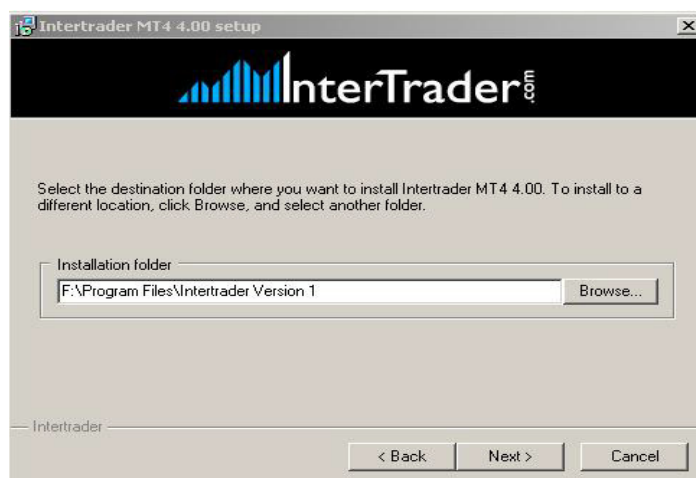 Intertrader MT4 4.00 setup
InterTrader.com
Select the destination folder where you want to install Intertrader MT4 4.00. To install to a
different location, click Browse, and select another folder.
Installation folder
F:\Program Files\Intertrader Version 1
Browse...
Intertrader
< Back
Next >
Cancel